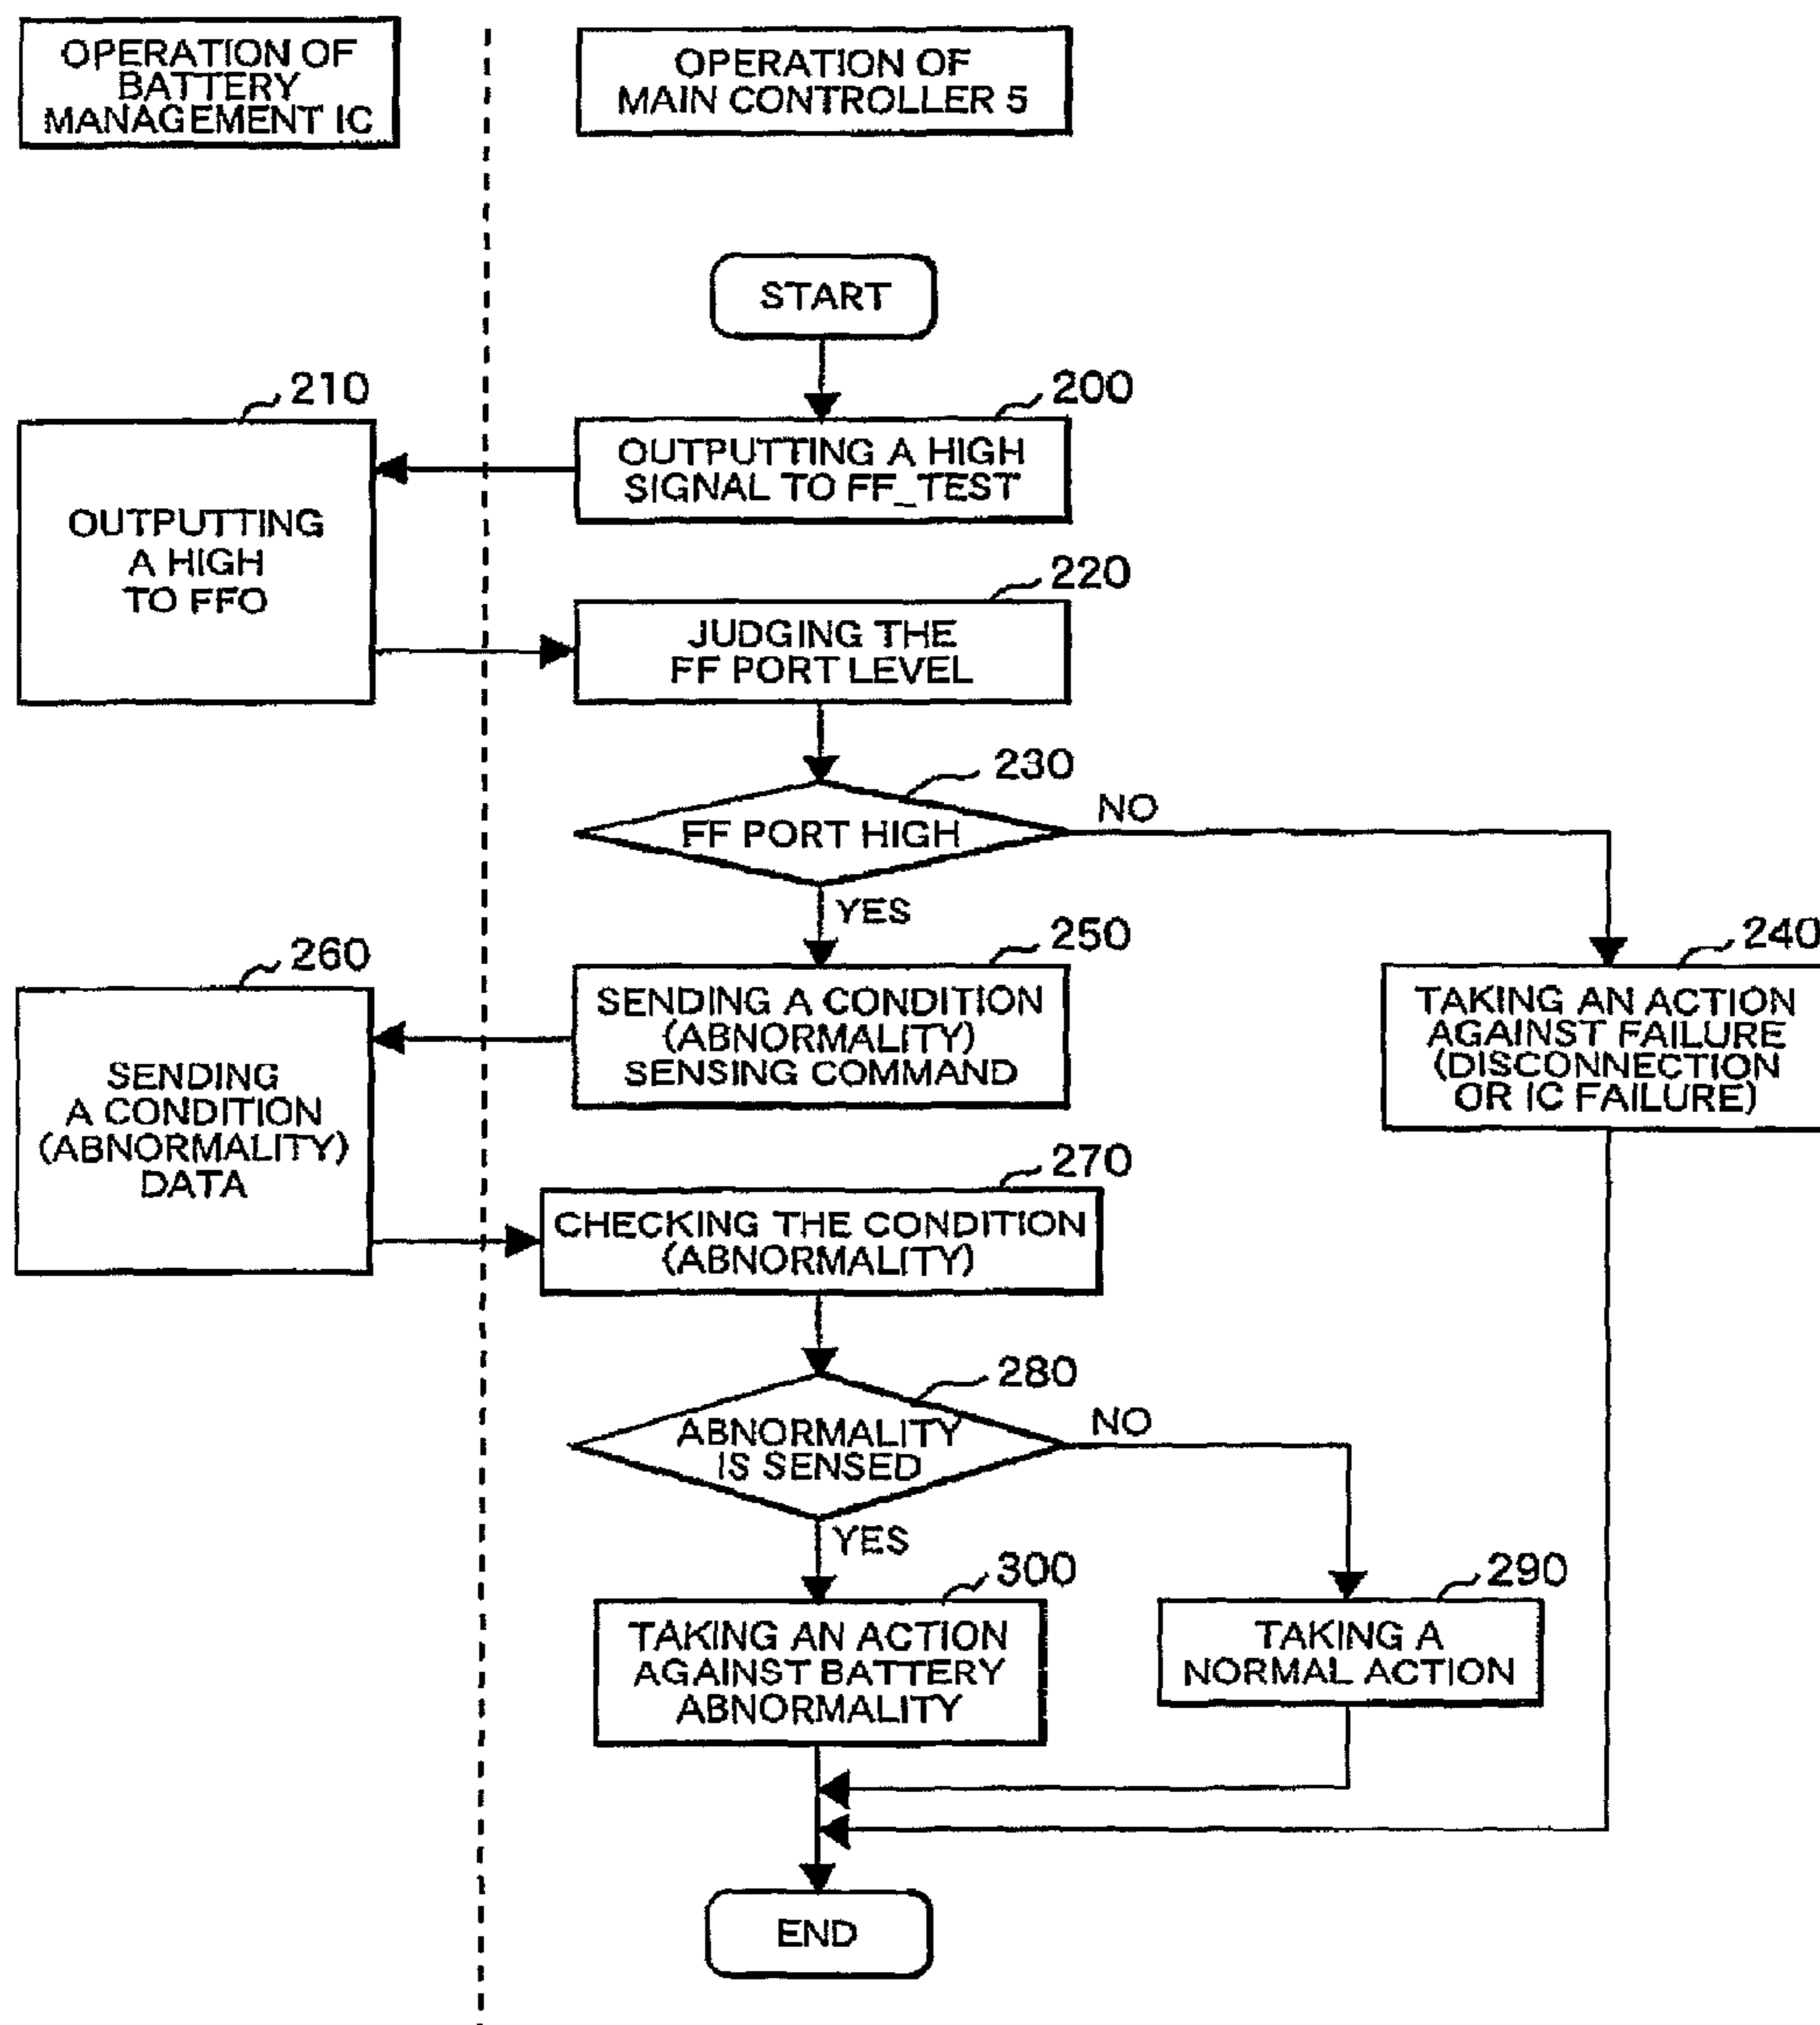 OPERATION OF
BATTERY
MANAGEMENT IC
OPERATION OF
MAIN CONTROLLER 5
START
210
200
OUTPUTTING A HIGH
SIGNAL TO FF_TEST
OUTPUTTING
A HIGH
TO FFO
220
JUDGING THE
FF PORT LEVEL
230
FF PORT HIGH
NO
YES
260
250
240
SENDING A CONDITION
(ABNORMALITY)
SENSING COMMAND
TAKING AN ACTION
AGAINST FAILURE
(DISCONNECTION
OR IC FAILURE)
SENDING
A CONDITION
(ABNORMALITY)
DATA
270
CHECKING THE CONDITION
(ABNORMALITY)
280
ABNORMALITY
IS SENSED
NO
YES
300
290
TAKING AN ACTION
AGAINST BATTERY
ABNORMALITY
TAKING A
NORMAL ACTION
END